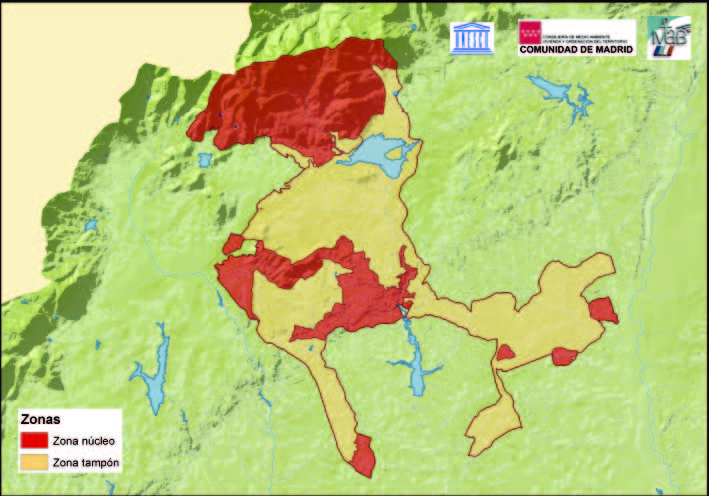 CONSEJERÍA DE MEDIO AMBIENTE
VIVIENDA Y ORDENACIÓN DEL TERRITORIO
COMUNIDAD DE MADRID
MaB
Zonas
Zona núcleo
Zona tampón